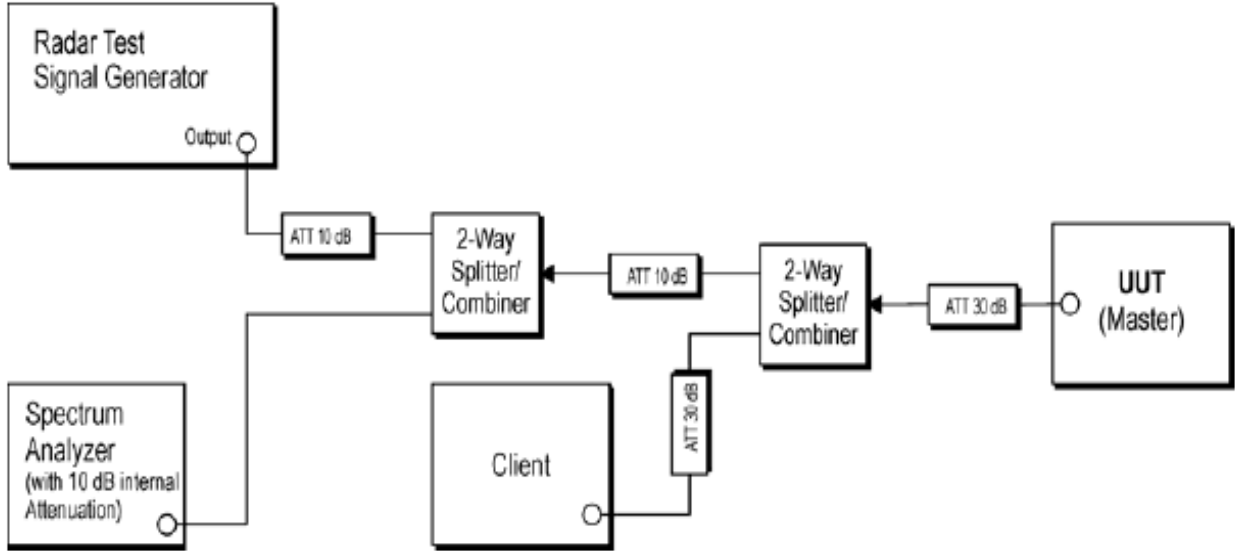 Radar Test
Signal Generator
Output
ATT 10 dB
2-Way
Splitter/
Combiner
ATT 10 dB
2-Way
Splitter/
Combiner
ATT 30 dB
UUT
(Master)
ATT 30 dB
Spectrum
Analyzer
(with 10 dB internal
Attenuation)
Client